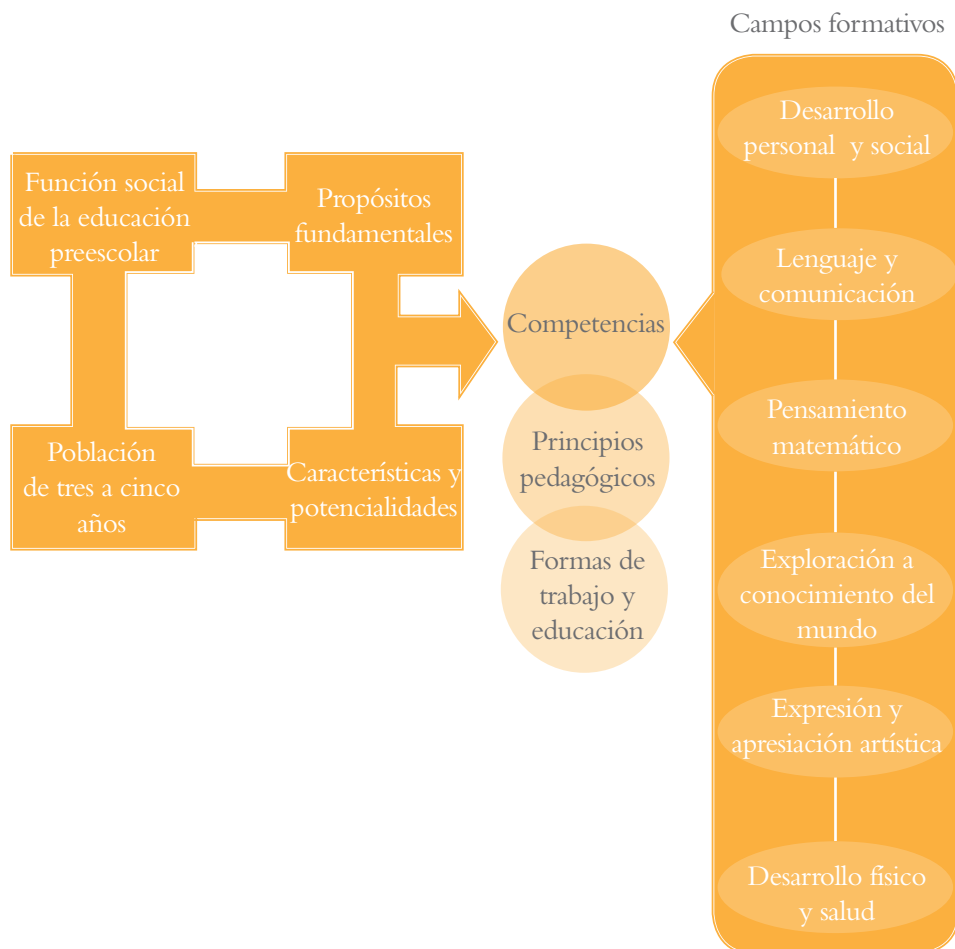 Campos formativos
Función social
de la educación
preescolar
Propósitos
fundamentales
Población
de tres a cinco
años
Características y
potencialidades
Competencias
Principios
pedagógicos
Formas de
trabajo y
educación
Desarrollo
personal y social
Lenguaje y
comunicación
Pensamiento
matemático
Exploración a
conocimiento del
mundo
Expresión y
apresiación artística
Desarrollo físico
y salud